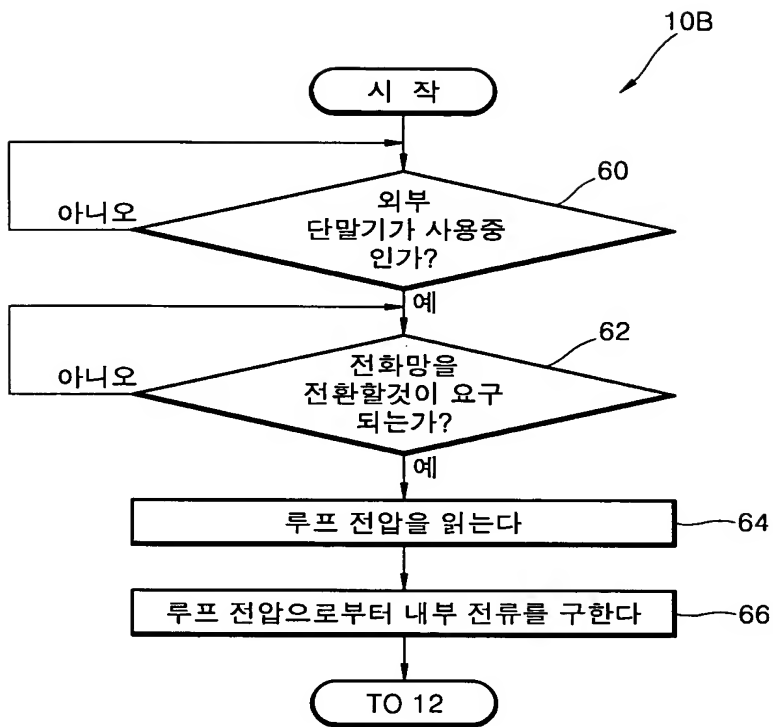 10B
시 작
60
외부
단말기가 사용중
인가?
아니오
예
62
전화망을
전환할것이 요구
되는가?
아니오
예
루프 전압을 읽는다
64
루프 전압으로부터 내부 전류를 구한다
66
TO 12